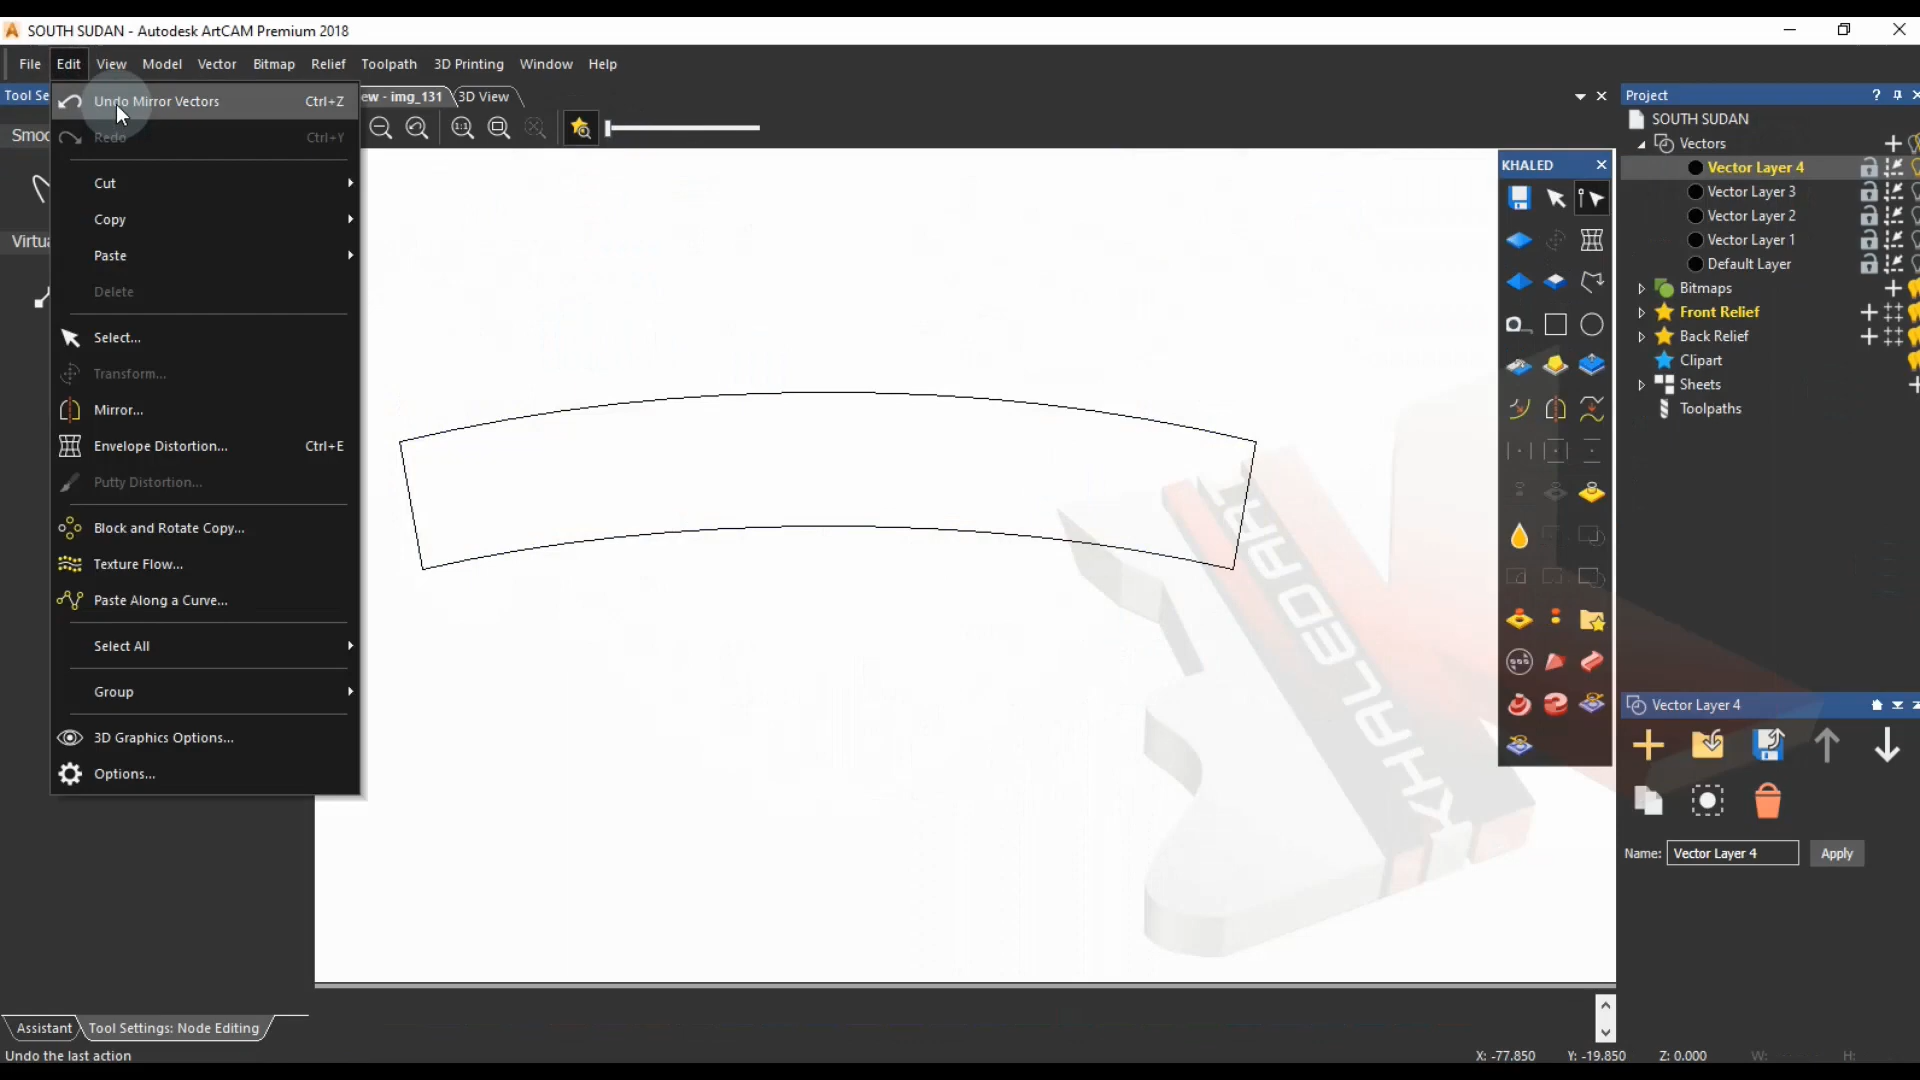 SOUTH SUDAN - Autodesk ArtCAM Premium 2018
File Edit View Model Vector Bitmap Relief Toolpath 3D Printing Window Help
Tool Se
Undo Mirror Vectors Ctrl+Z
ew - img_131
3D View
Project
SOUTH SUDAN
Smoo
Redo Ctrl+Y
Vectors
KHALED
Vector Layer 4
Cut
Vector Layer 3
Copy
Vector Layer 2
Virtu
Paste
Vector Layer 1
Default Layer
Delete
Bitmaps
Front Relief
Select...
Back Relief
Clipart
Transform...
Sheets
Mirror...
Toolpaths
Envelope Distortion... Ctrl+E
Putty Distortion...
Block and Rotate Copy...
Texture Flow...
Paste Along a Curve...
Select All
Group
Vector Layer 4
3D Graphics Options...
Options...
KHALEDART
KHAL
Name: Vector Layer 4 Apply
Assistant Tool Settings: Node Editing
Undo the last action
X: -77.850 Y: -19.850 Z: 0.000 W: H: